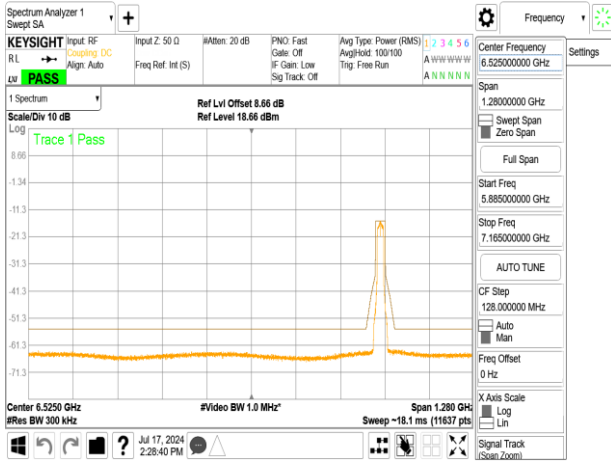 Spectrum Analyzer 1
Swept SA
+
Frequency
KEYSIGHT
RL
LXI
PASS
Input: RF
Coupling: DC
Align: Auto
Input Z: 50 Ω
Freq Ref: Int (S)
#Atten: 20 dB
PNO: Fast
Gate: Off
IF Gain: Low
Sig Track: Off
Avg Type: Power (RMS)
Avg|Hold: 100/100
Trig: Free Run
1 2 3 4 5 6
A W W W W W
A N N N N N
1 Spectrum
Scale/Div 10 dB
Ref Lvl Offset 8.66 dB
Ref Level 18.66 dBm
Log
Trace 1 Pass
8.66
-1.34
-11.3
-21.3
-31.3
-41.3
-51.3
-61.3
-71.3
Center 6.5250 GHz
#Res BW 300 kHz
#Video BW 1.0 MHz*
Span 1.280 GHz
Sweep ~18.1 ms (11637 pts
Center Frequency
6.525000000 GHz
Settings
Span
1.28000000 GHz
Swept Span
Zero Span
Full Span
Start Freq
5.885000000 GHz
Stop Freq
7.165000000 GHz
AUTO TUNE
CF Step
128.000000 MHz
Auto
Man
Freq Offset
0 Hz
X Axis Scale
Log
Lin
Signal Track
(Span Zoom)
?
Jul 17, 2024
2:28:40 PM